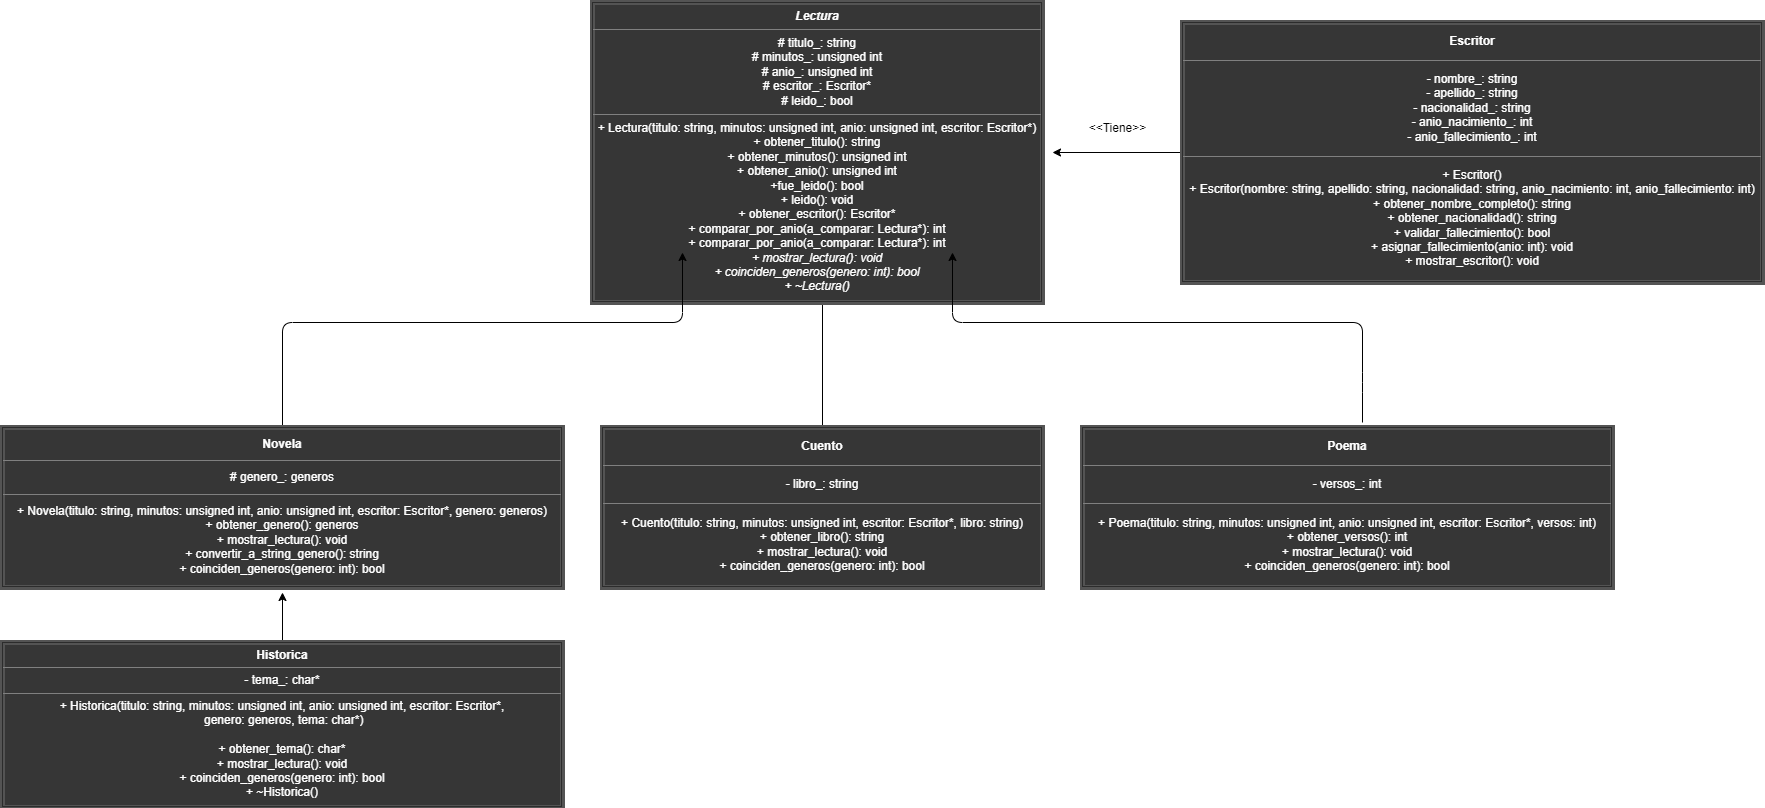 Lectura
# titulo_: string
# minutos_: unsigned int
# anio_: unsigned int
# escritor_: Escritor*
# leido_: bool
+ Lectura(titulo: string, minutos: unsigned int, anio: unsigned int, escritor: Escritor*)
+ obtener_titulo(): string
+ obtener_minutos(): unsigned int
+ obtener_anio(): unsigned int
+fue_leido(): bool
+ leido(): void
+ obtener_escritor(): Escritor*
+ comparar_por_anio(a_comparar: Lectura*): int
+ comparar_por_anio(a_comparar: Lectura*): int
+ mostrar_lectura(): void
+ coinciden_generos(genero: int): bool
+ ~Lectura()
<<Tiene>>
Escritor
- nombre_: string
- apellido_: string
- nacionalidad_: string
- anio_nacimiento_: int
- anio_fallecimiento_: int
+ Escritor()
+ Escritor(nombre: string, apellido: string, nacionalidad: string, anio_nacimiento: int, anio_fallecimiento: int)
+ obtener_nombre_completo(): string
+ obtener_nacionalidad(): string
+ validar_fallecimiento(): bool
+ asignar_fallecimiento(anio: int): void
+ mostrar_escritor(): void
Novela
# genero_: generos
+ Novela(titulo: string, minutos: unsigned int, anio: unsigned int, escritor: Escritor*, genero: generos)
+ obtener_genero(): generos
+ mostrar_lectura(): void
+ convertir_a_string_genero(): string
+ coinciden_generos(genero: int): bool
Cuento
- libro_: string
+ Cuento(titulo: string, minutos: unsigned int, escritor: Escritor*, libro: string)
+ obtener_libro(): string
+ mostrar_lectura(): void
+ coinciden_generos(genero: int): bool
Poema
- versos_: int
+ Poema(titulo: string, minutos: unsigned int, anio: unsigned int, escritor: Escritor*, versos: int)
+ obtener_versos(): int
+ mostrar_lectura(): void
+ coinciden_generos(genero: int): bool
Historica
- tema_: char*
+ Historica(titulo: string, minutos: unsigned int, anio: unsigned int, escritor: Escritor*,
genero: generos, tema: char*)
+ obtener_tema(): char*
+ mostrar_lectura(): void
+ coinciden_generos(genero: int): bool
+ ~Historica()